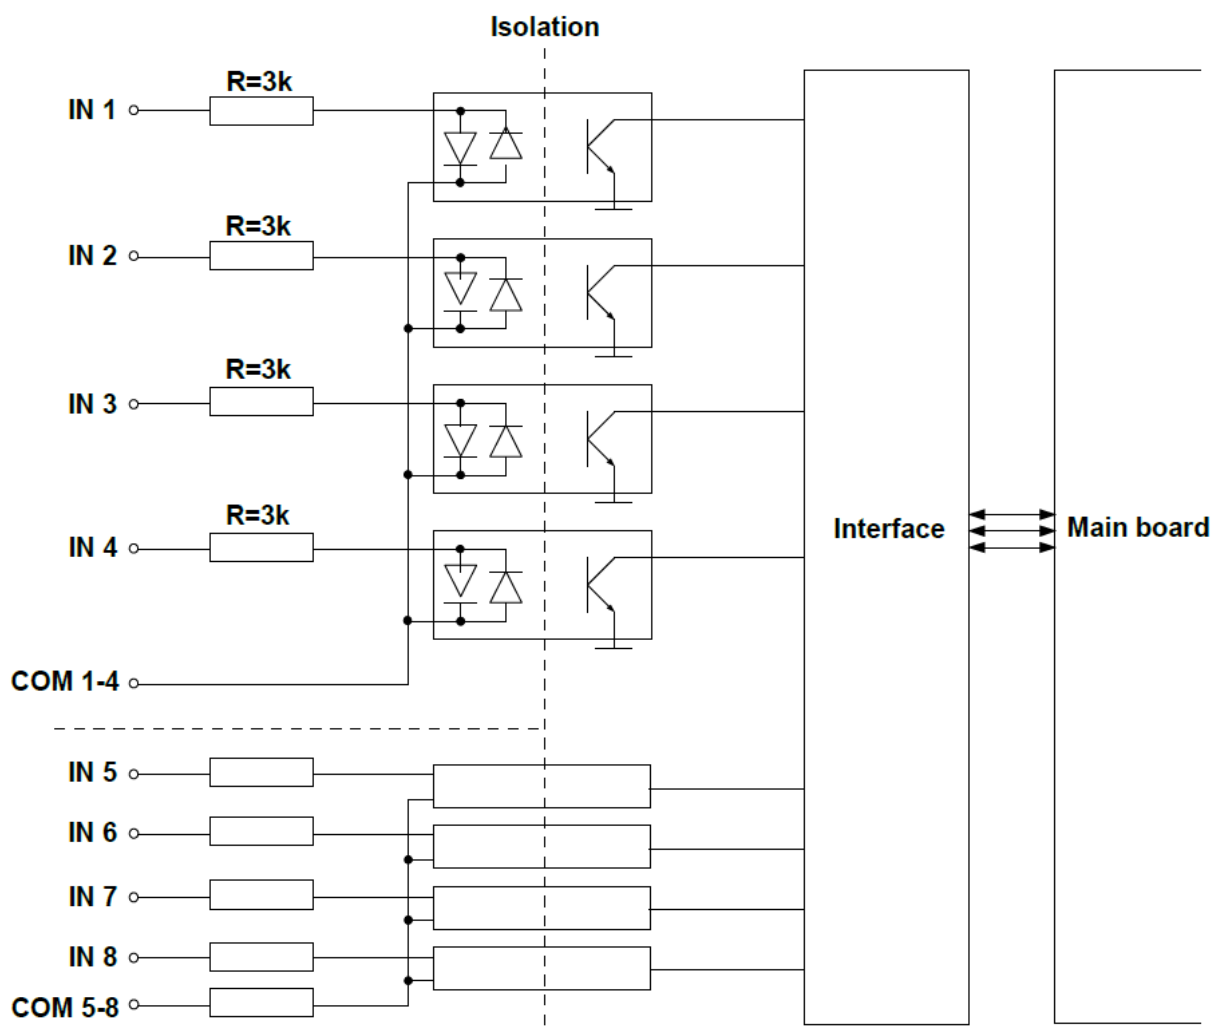 Isolation
R=3k
IN 1
R=3k
IN 2
R=3k
IN 3
R=3k
IN 4
Interface
Main board
COM 1-4
IN 5
IN 6
IN 7
IN 8
COM 5-8